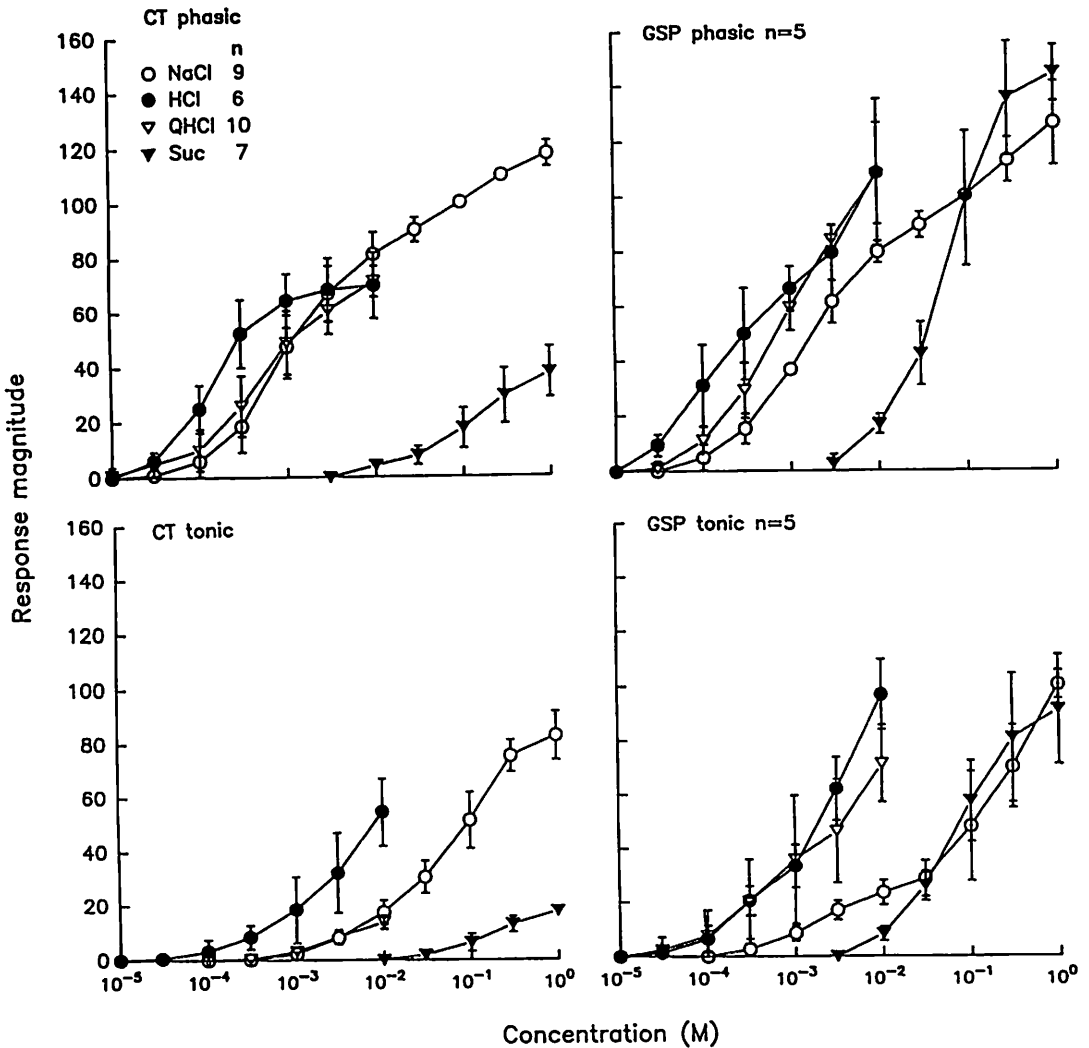 CT phasic
n
NaCl 9
HCl 6
QHCl 10
Suc 7
160
140
120
100
80
60
40
20
0
GSP phasic n=5
Response magnitude
CT tonic
160
140
120
100
80
60
40
20
0
10⁻⁵ 10⁻⁴ 10⁻³ 10⁻² 10⁻¹ 10⁰
GSP tonic n=5
10⁻⁵ 10⁻⁴ 10⁻³ 10⁻² 10⁻¹ 10⁰
Concentration (M)